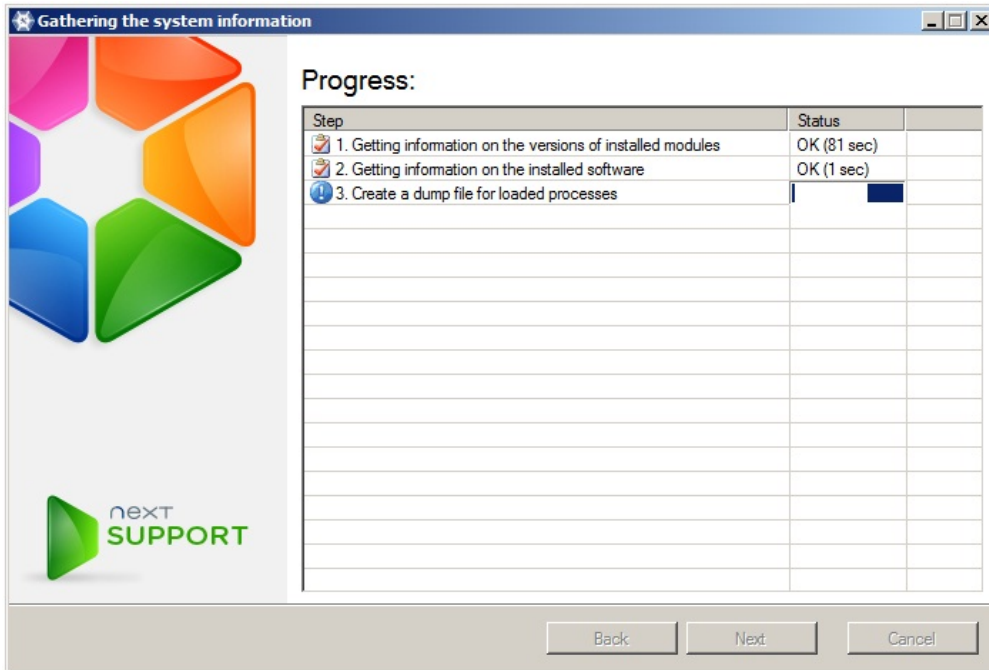 Gathering the system information
Progress:
Step Status
1. Getting information on the versions of installed modules OK (81 sec)
2. Getting information on the installed software OK (1 sec)
3. Create a dump file for loaded processes
next
SUPPORT
Back Next Cancel